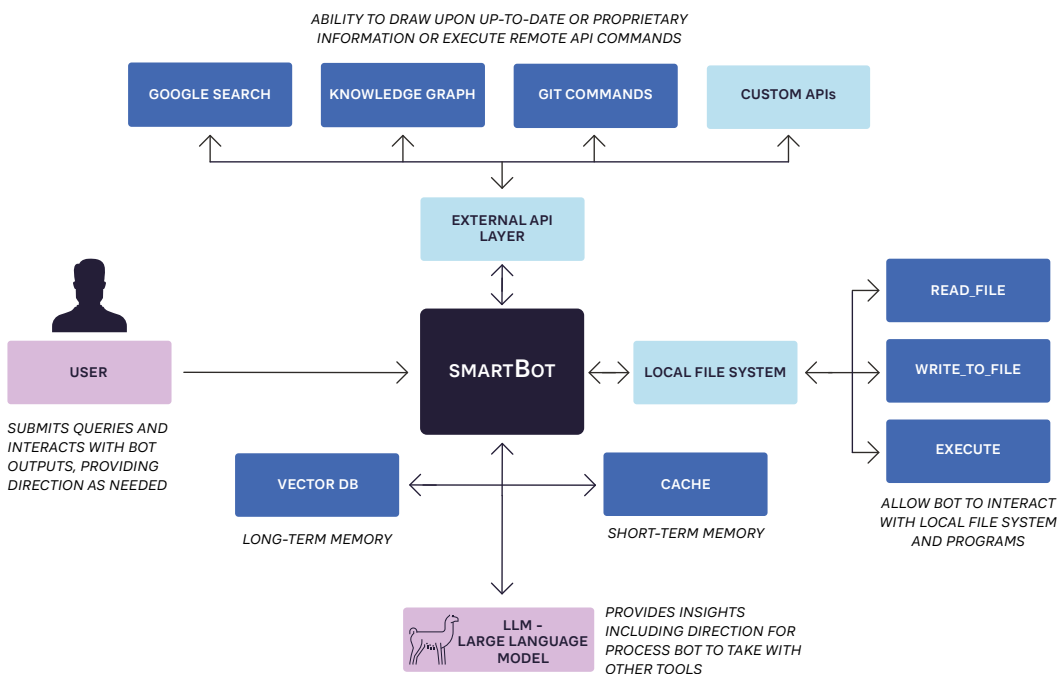 ABILITY TO DRAW UPON UP-TO-DATE OR PROPRIETARY
INFORMATION OR EXECUTE REMOTE API COMMANDS
GOOGLE SEARCH
KNOWLEDGE GRAPH
GIT COMMANDS
CUSTOM APIs
EXTERNAL API
LAYER
READ_FILE
USER
SMARTBOT
LOCAL FILE SYSTEM
WRITE_TO_FILE
SUBMITS QUERIES AND
INTERACTS WITH BOT
OUTPUTS, PROVIDING
DIRECTION AS NEEDED
EXECUTE
VECTOR DB
CACHE
LONG-TERM MEMORY
SHORT-TERM MEMORY
ALLOW BOT TO INTERACT
WITH LOCAL FILE SYSTEM
AND PROGRAMS
LLM -
LARGE LANGUAGE
MODEL
PROVIDES INSIGHTS
INCLUDING DIRECTION FOR
PROCESS BOT TO TAKE WITH
OTHER TOOLS